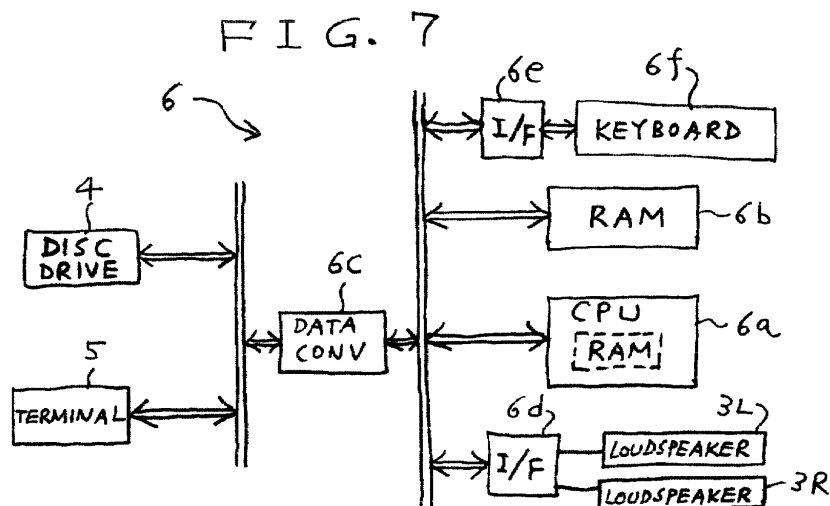 FIG. 7
6
6e
6f
I/F
KEYBOARD
4
DISC
DRIVE
RAM
6b
6c
DATA
CONV
CPU
RAM
6a
5
TERMINAL
6d
I/F
3L
LOUDSPEAKER
LOUDSPEAKER
3R